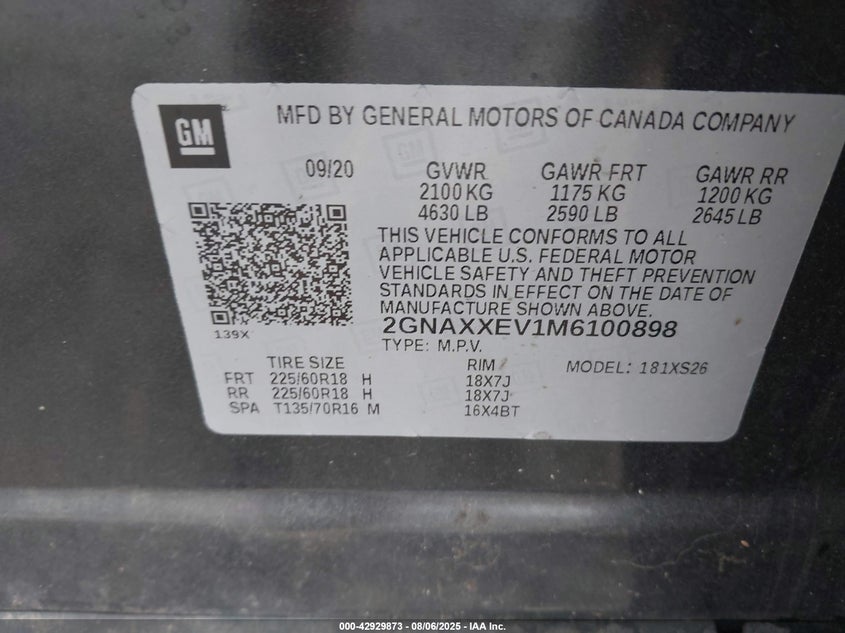 GM
MFD BY GENERAL MOTORS OF CANADA COMPANY
09/20 GVWR GAWR FRT GAWR RR
2100 KG 1175 KG 1200 KG
4630 LB 2590 LB 2645 LB
THIS VEHICLE CONFORMS TO ALL
APPLICABLE U.S. FEDERAL MOTOR
VEHICLE SAFETY AND THEFT PREVENTION
STANDARDS IN EFFECT ON THE DATE OF
MANUFACTURE SHOWN ABOVE.
139X 2GNAXXEV1M6100898
TYPE: M.P.V.
TIRE SIZE RIM MODEL: 181XS26
FRT 225/60R18 H 18X7J
RR 225/60R18 H 18X7J
SPA T135/70R16 M 16X4BT
000-42929873 - 08/06/2025 - IAA Inc.